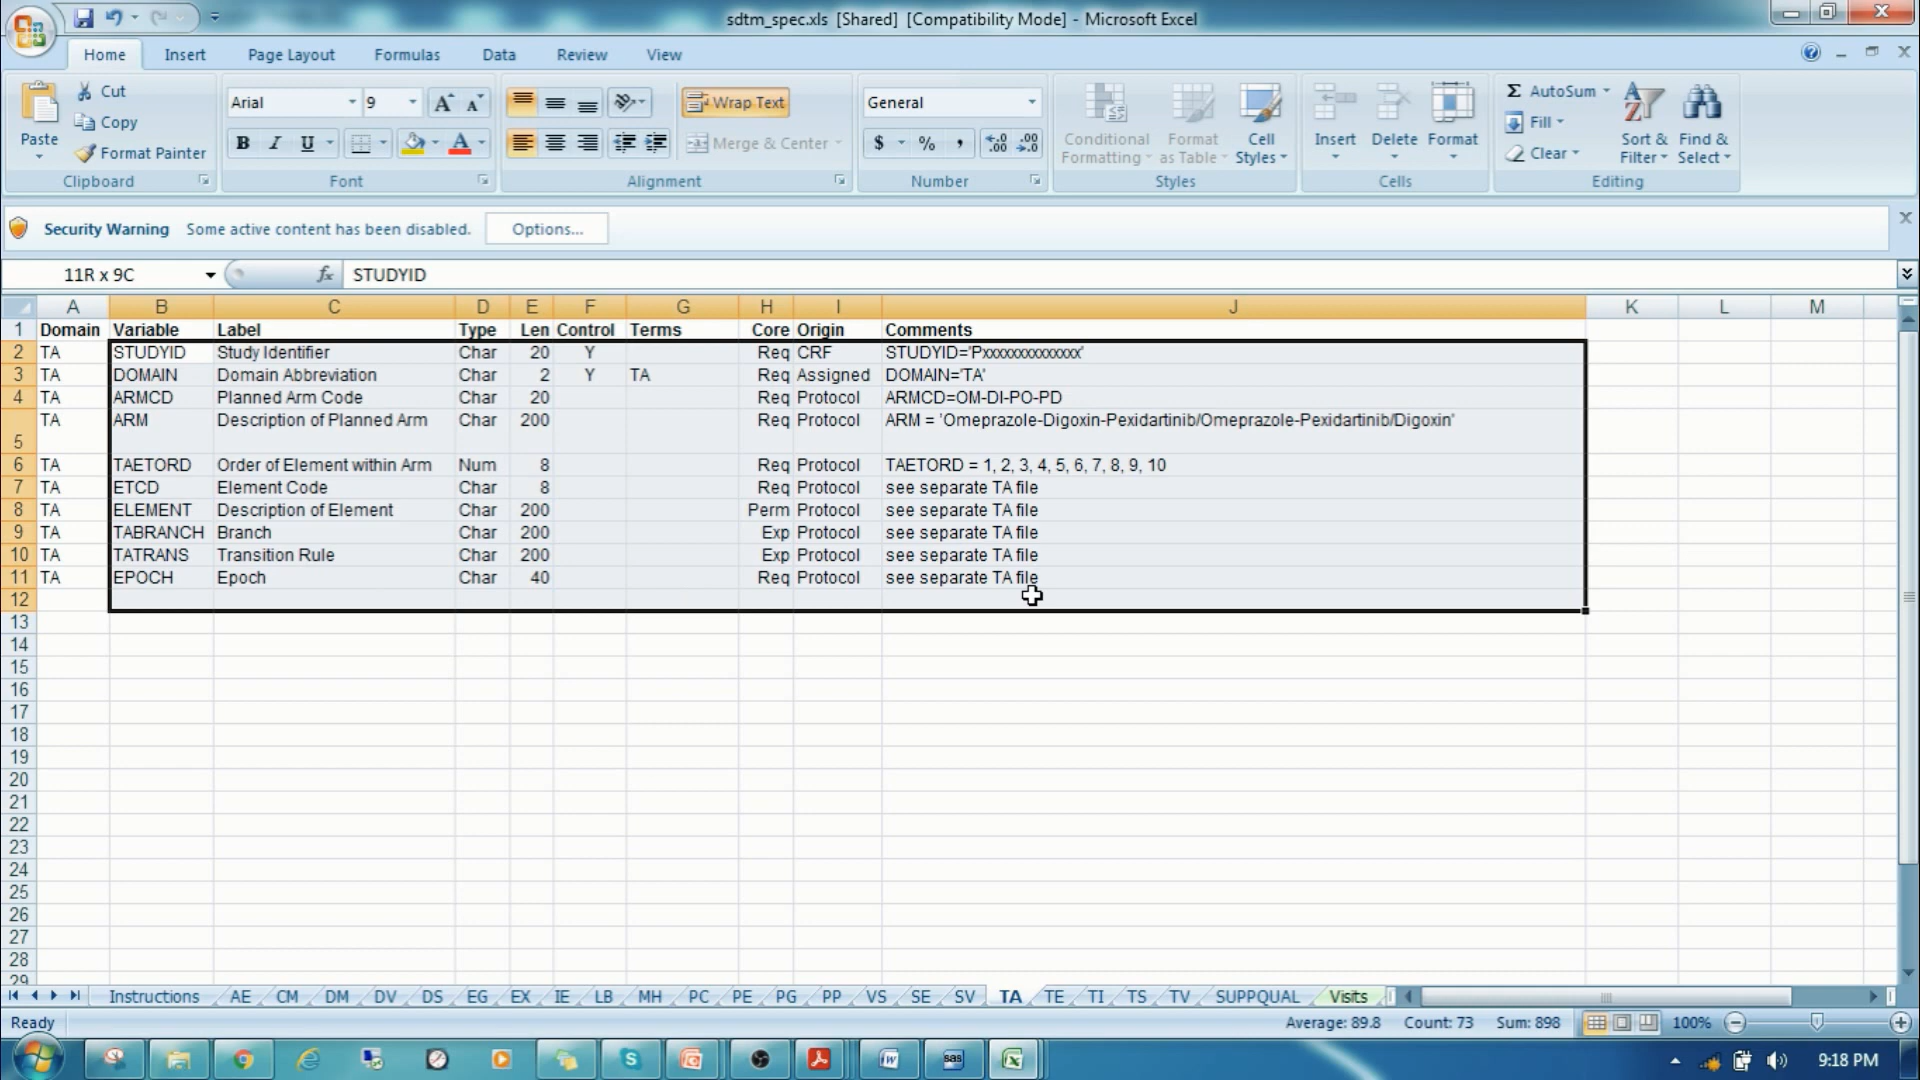 sdtm_spec.xls [Shared] [Compatibility Mode] - Microsoft Excel
Home Insert Page Layout Formulas Data Review View
Paste
Cut
Copy
Format Painter
Clipboard
Arial 9 A A
B I U A
Font
Wrap Text
Merge & Center
Alignment
General
$ % , .00 .00
Number
Conditional Formatting
Format as Table
Cell Styles
Styles
Insert Delete Format
Cells
Σ AutoSum
Fill
Clear
Sort & Filter
Find & Select
Editing
Security Warning Some active content has been disabled. Options...
11R x 9C fx STUDYID
A B C D E F G H I J K L M
1 Domain Variable Label Type Len Control Terms Core Origin Comments
2 TA STUDYID Study Identifier Char 20 Y Req CRF STUDYID='Pxxxxxxxxxxxxxx'
3 TA DOMAIN Domain Abbreviation Char 2 Y TA Req Assigned DOMAIN='TA'
4 TA ARMCD Planned Arm Code Char 20 Req Protocol ARMCD=OM-DI-PO-PD
5 TA ARM Description of Planned Arm Char 200 Req Protocol ARM = 'Omeprazole-Digoxin-Pexidartinib/Omeprazole-Pexidartinib/Digoxin'
6 TA TAETORD Order of Element within Arm Num 8 Req Protocol TAETORD = 1, 2, 3, 4, 5, 6, 7, 8, 9, 10
7 TA ETCD Element Code Char 8 Req Protocol see separate TA file
8 TA ELEMENT Description of Element Char 200 Perm Protocol see separate TA file
9 TA TABRANCH Branch Char 200 Exp Protocol see separate TA file
10 TA TATRANS Transition Rule Char 200 Exp Protocol see separate TA file
11 TA EPOCH Epoch Char 40 Req Protocol see separate TA file
12
13
14
15
16
17
18
19
20
21
22
23
24
25
26
27
28
29
Instructions AE CM DM DV DS EG EX IE LB MH PC PE PG PP VS SE SV TA TE TI TS TV SUPPQUAL Visits
Ready Average: 89.8 Count: 73 Sum: 898 100%
sas
9:18 PM